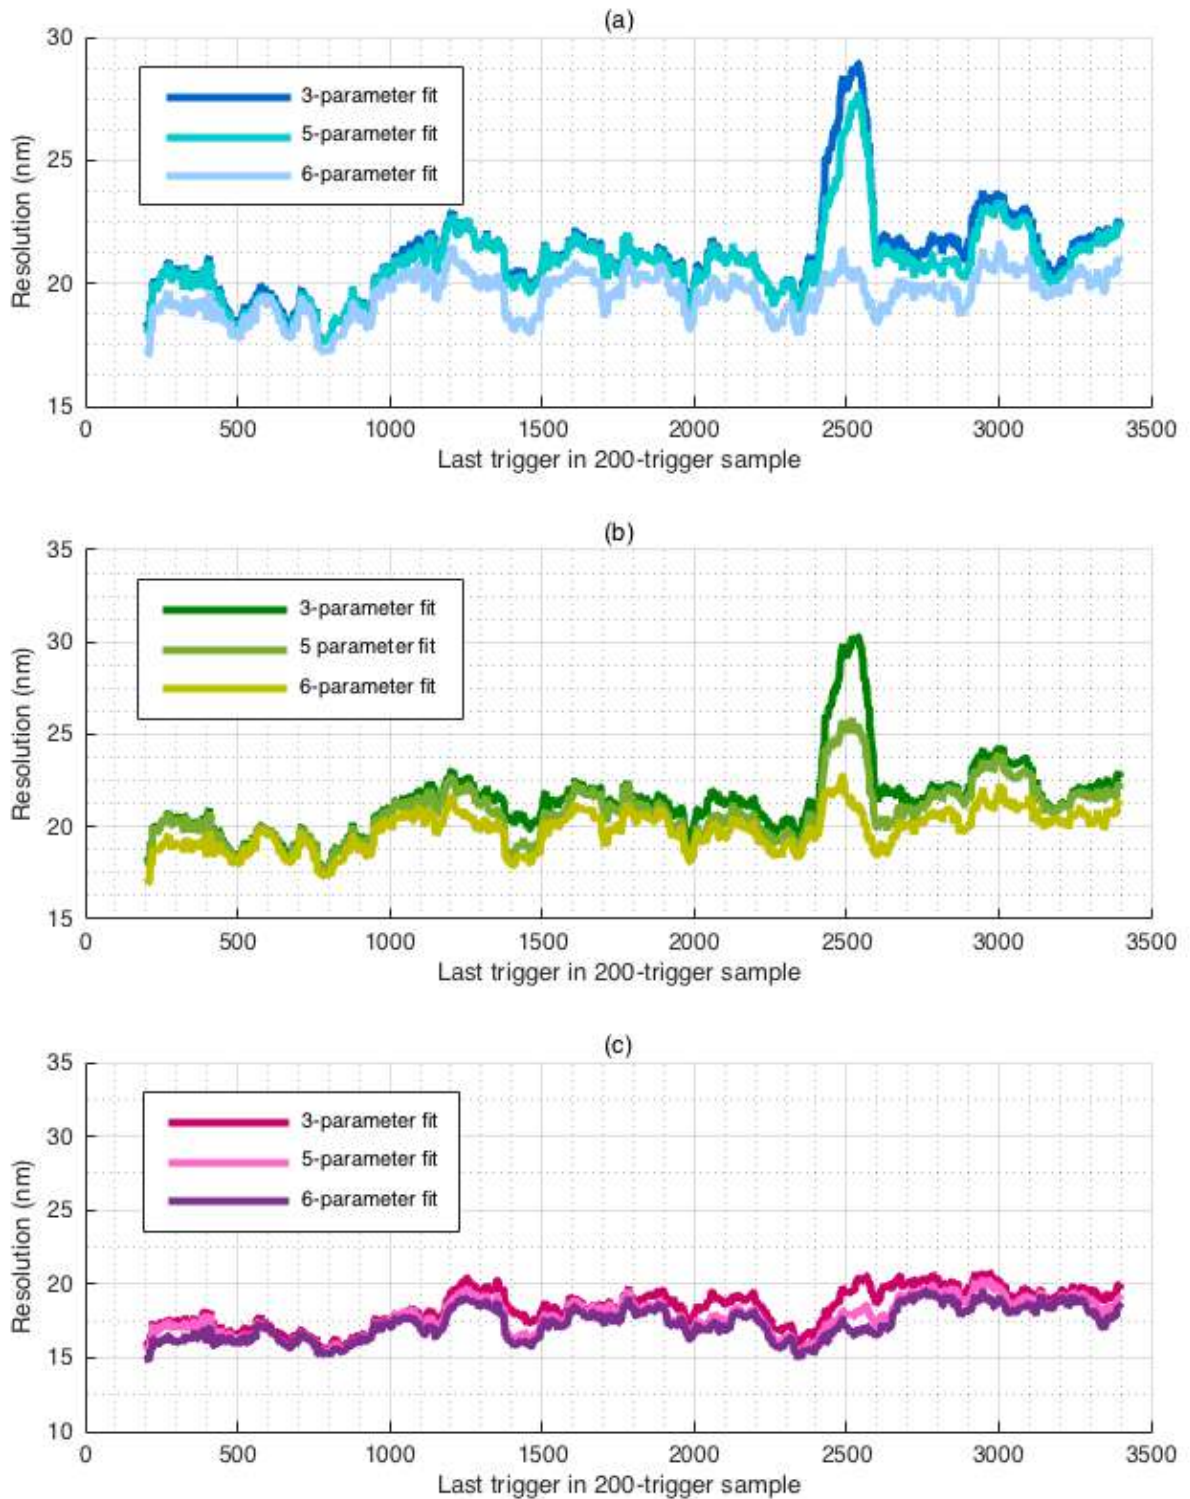 (a)
30
25
20
15
Resolution (nm)
3-parameter fit
5-parameter fit
6-parameter fit
0 500 1000 1500 2000 2500 3000 3500
Last trigger in 200-trigger sample
(b)
35
30
25
20
15
Resolution (nm)
3-parameter fit
5 parameter fit
6-parameter fit
0 500 1000 1500 2000 2500 3000 3500
Last trigger in 200-trigger sample
(c)
35
30
25
20
15
10
Resolution (nm)
3-parameter fit
5-parameter fit
6-parameter fit
0 500 1000 1500 2000 2500 3000 3500
Last trigger in 200-trigger sample